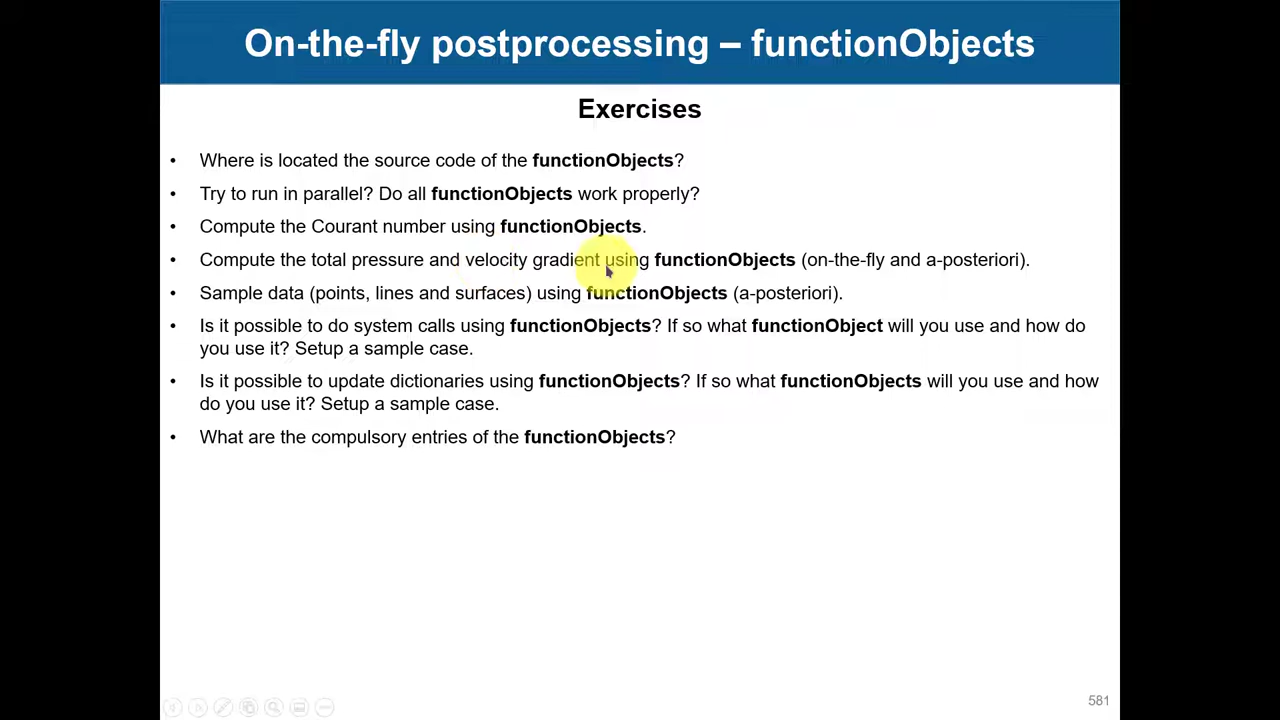 On-the-fly postprocessing – functionObjects
Exercises
• Where is located the source code of the functionObjects?
• Try to run in parallel? Do all functionObjects work properly?
• Compute the Courant number using functionObjects.
• Compute the total pressure and velocity gradient using functionObjects (on-the-fly and a-posteriori).
• Sample data (points, lines and surfaces) using functionObjects (a-posteriori).
• Is it possible to do system calls using functionObjects? If so what functionObject will you use and how do
you use it? Setup a sample case.
• Is it possible to update dictionaries using functionObjects? If so what functionObjects will you use and how
do you use it? Setup a sample case.
• What are the compulsory entries of the functionObjects?
581